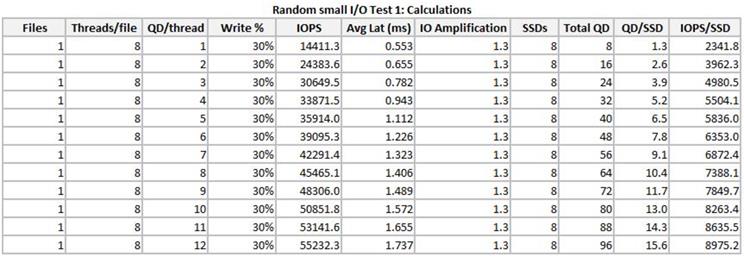 Random small I/O Test 1: Calculations
Files Threads/file QD/thread Write % IOPS Avg Lat (ms) IO Amplification SSDs Total QD QD/SSD IOPS/SSD
1 8 1 30% 14411.3 0.553 1.3 8 8 1.3 2341.8
1 8 2 30% 24383.6 0.655 1.3 8 16 2.6 3962.3
1 8 3 30% 30649.5 0.782 1.3 8 24 3.9 4980.5
1 8 4 30% 33871.5 0.943 1.3 8 32 5.2 5504.1
1 8 5 30% 35914.0 1.112 1.3 8 40 6.5 5836.0
1 8 6 30% 39095.3 1.226 1.3 8 48 7.8 6353.0
1 8 7 30% 42291.4 1.323 1.3 8 56 9.1 6872.4
1 8 8 30% 45465.1 1.406 1.3 8 64 10.4 7388.1
1 8 9 30% 48306.0 1.489 1.3 8 72 11.7 7849.7
1 8 10 30% 50851.8 1.572 1.3 8 80 13.0 8263.4
1 8 11 30% 53141.6 1.655 1.3 8 88 14.3 8635.5
1 8 12 30% 55232.3 1.737 1.3 8 96 15.6 8975.2